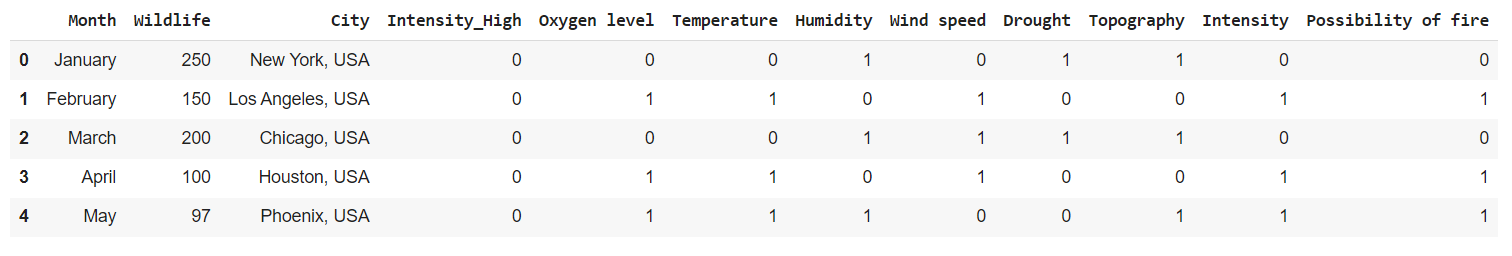 Month Wildlife City Intensity_High Oxygen level Temperature Humidity Wind speed Drought Topography Intensity Possibility of fire
0 January 250 New York, USA 0 0 0 1 0 1 1 0 0
1 February 150 Los Angeles, USA 0 1 1 0 1 0 0 1 1
2 March 200 Chicago, USA 0 0 0 1 1 1 1 0 0
3 April 100 Houston, USA 0 1 1 0 1 0 0 1 1
4 May 97 Phoenix, USA 0 1 1 1 0 0 1 1 1